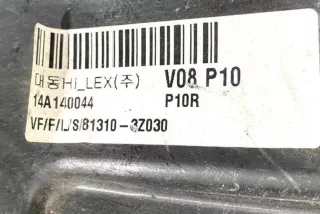 대동Hi_LEX(주) V08 P10
14A140044 P10R
VF/F/L/S/81310-3Z030